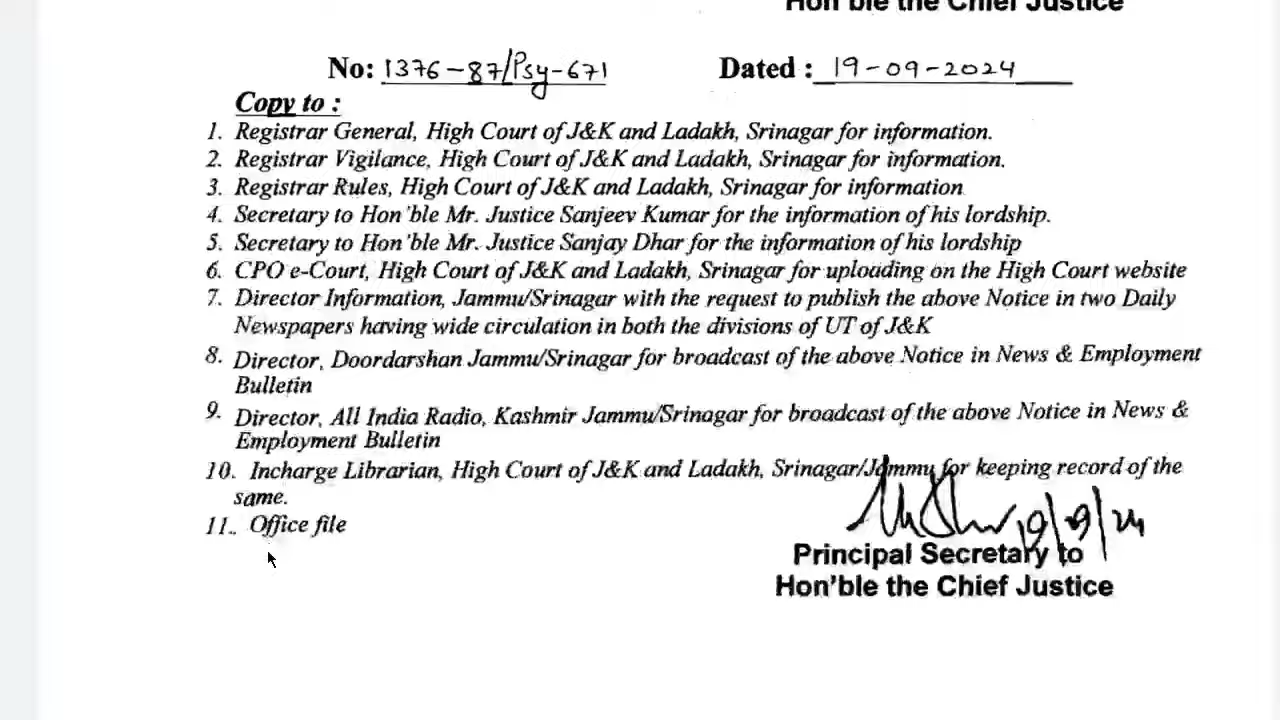 Hon'ble the Chief Justice
No: 1376-87/Psy-671 Dated : 19-09-2024
Copy to :
1. Registrar General, High Court of J&K and Ladakh, Srinagar for information.
2. Registrar Vigilance, High Court of J&K and Ladakh, Srinagar for information.
3. Registrar Rules, High Court of J&K and Ladakh, Srinagar for information
4. Secretary to Hon'ble Mr. Justice Sanjeev Kumar for the information of his lordship.
5. Secretary to Hon'ble Mr. Justice Sanjay Dhar for the information of his lordship
6. CPO e-Court, High Court of J&K and Ladakh, Srinagar for uploading on the High Court website
7. Director Information, Jammu/Srinagar with the request to publish the above Notice in two Daily
Newspapers having wide circulation in both the divisions of UT of J&K
8. Director, Doordarshan Jammu/Srinagar for broadcast of the above Notice in News & Employment
Bulletin
9. Director, All India Radio, Kashmir Jammu/Srinagar for broadcast of the above Notice in News &
Employment Bulletin
10. Incharge Librarian, High Court of J&K and Ladakh, Srinagar/Jammu for keeping record of the
same.
11. Office file
19/09/24
Principal Secretary to
Hon'ble the Chief Justice